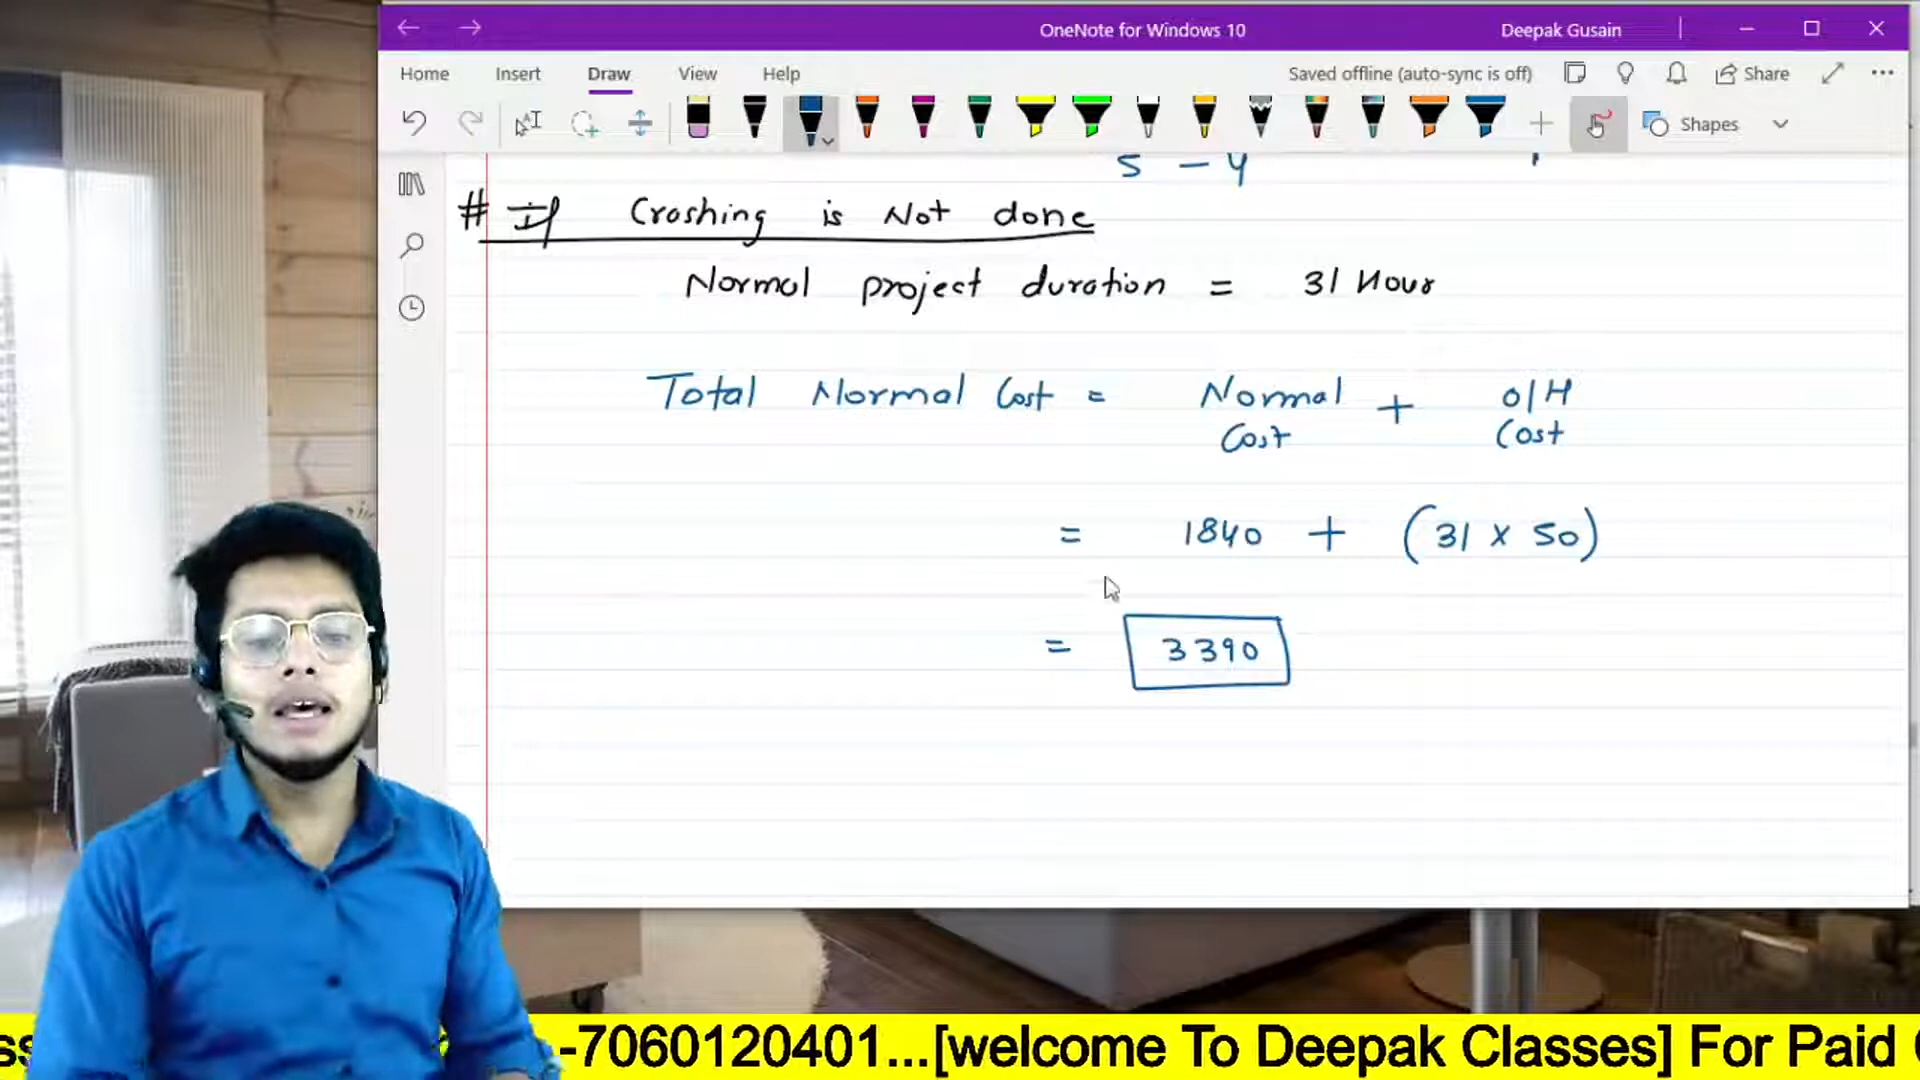 OneNote for Windows 10 Deepak Gusain
Home Insert Draw View Help Saved offline (auto-sync is off) Share
Shapes
5 - 4
# If Crashing is Not done
Normal project duration = 31 Hour
Total Normal Cost = Normal Cost + O/H Cost
= 1840 + (31 x 50)
= 3390
-7060120401...[welcome To Deepak Classes] For Paid